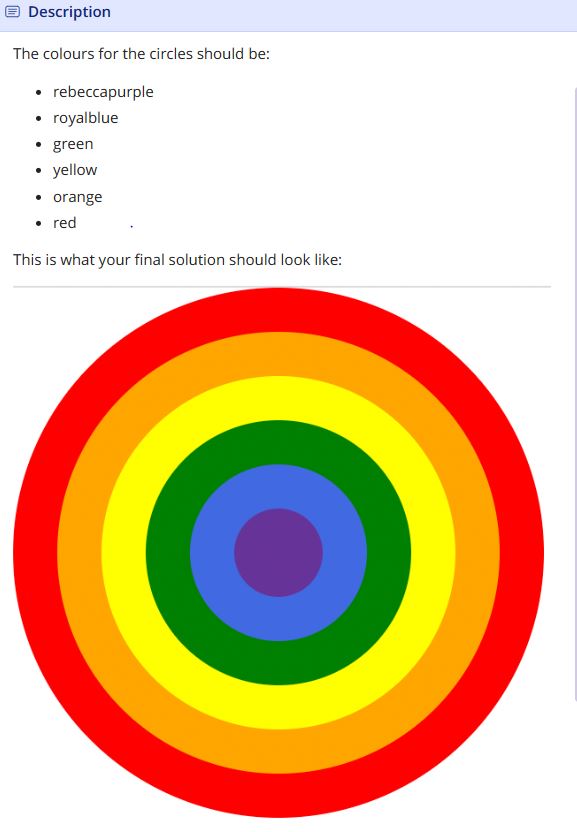 Description
The colours for the circles should be:
• rebeccapurple
• royalblue
• green
• yellow
• orange
• red .
This is what your final solution should look like: